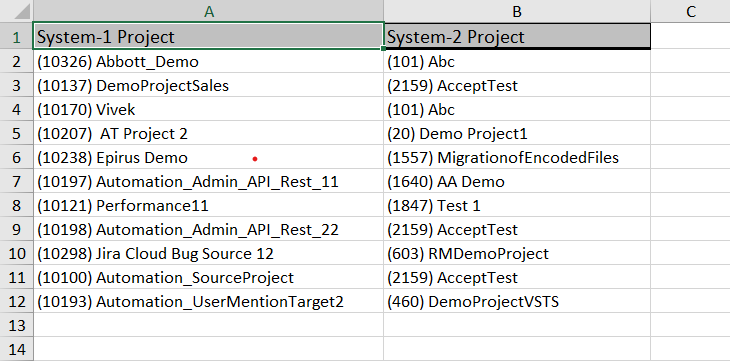 A B C
1 System-1 Project System-2 Project
2 (10326) Abbott_Demo (101) Abc
3 (10137) DemoProjectSales (2159) AcceptTest
4 (10170) Vivek (101) Abc
5 (10207)  AT Project 2 (20) Demo Project1
6 (10238) Epirus Demo (1557) MigrationofEncodedFiles
7 (10197) Automation_Admin_API_Rest_11 (1640) AA Demo
8 (10121) Performance11 (1847) Test 1
9 (10198) Automation_Admin_API_Rest_22 (2159) AcceptTest
10 (10298) Jira Cloud Bug Source 12 (603) RMDemoProject
11 (10100) Automation_SourceProject (2159) AcceptTest
12 (10193) Automation_UserMentionTarget2 (460) DemoProjectVSTS
13
14